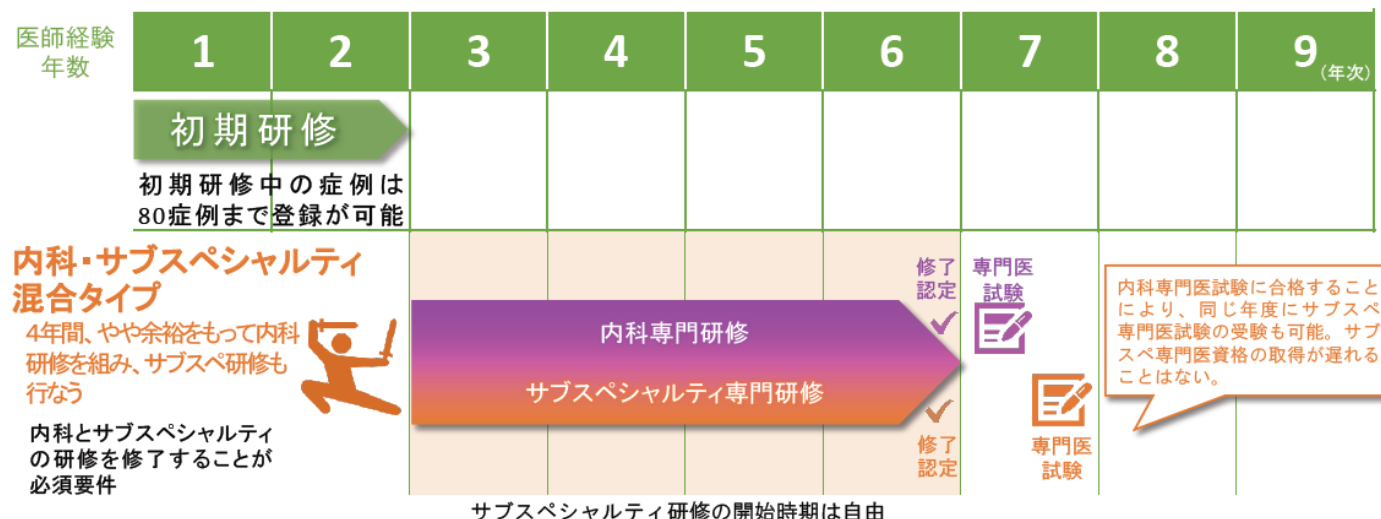 医師経験
年数
1 2 3 4 5 6 7 8 9(年次)
初期研修
初期研修中の症例は
80症例まで登録が可能
内科・サブスペシャルティ
混合タイプ
4年間、やや余裕をもって内科
研修を組み、サブスペ研修も
行なう
内科とサブスペシャルティ
の研修を修了することが
必須要件
内科専門研修
サブスペシャルティ専門研修
修了
認定
専門医
試験
修了
認定
専門医
試験
内科専門医試験に合格すること
により、同じ年度にサブスペ
専門医試験の受験も可能。サブ
スペ専門医資格の取得が遅れる
ことはない。
サブスペシャルティ研修の開始時期は自由